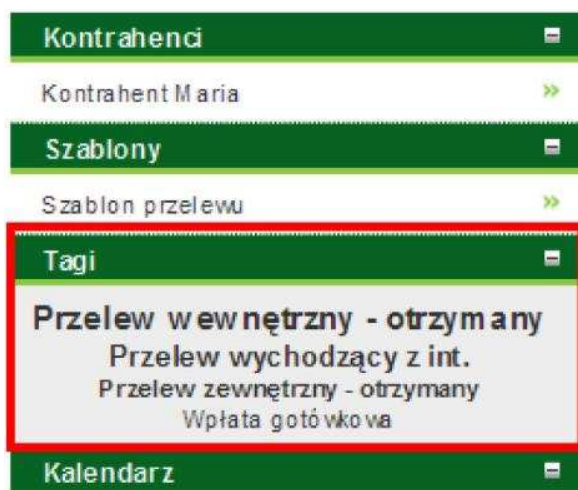 Kontrahenci
Kontrahent Maria
Szablony
Szablon przelewu
Tagi
Przelew wewnętrzny - otrzymany
Przelew wychodzący z int.
Przelew zewnętrzny - otrzymany
Wpłata gotówkowa
Kalendarz